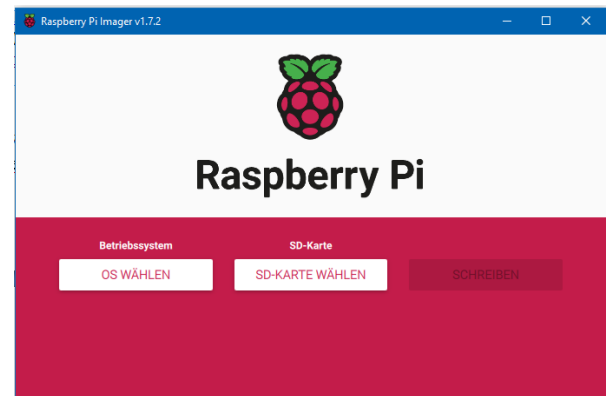 Raspberry Pi Imager v1.7.2
Raspberry Pi
Betriebssystem
SD-Karte
OS WÄHLEN
SD-KARTE WÄHLEN
SCHREIBEN